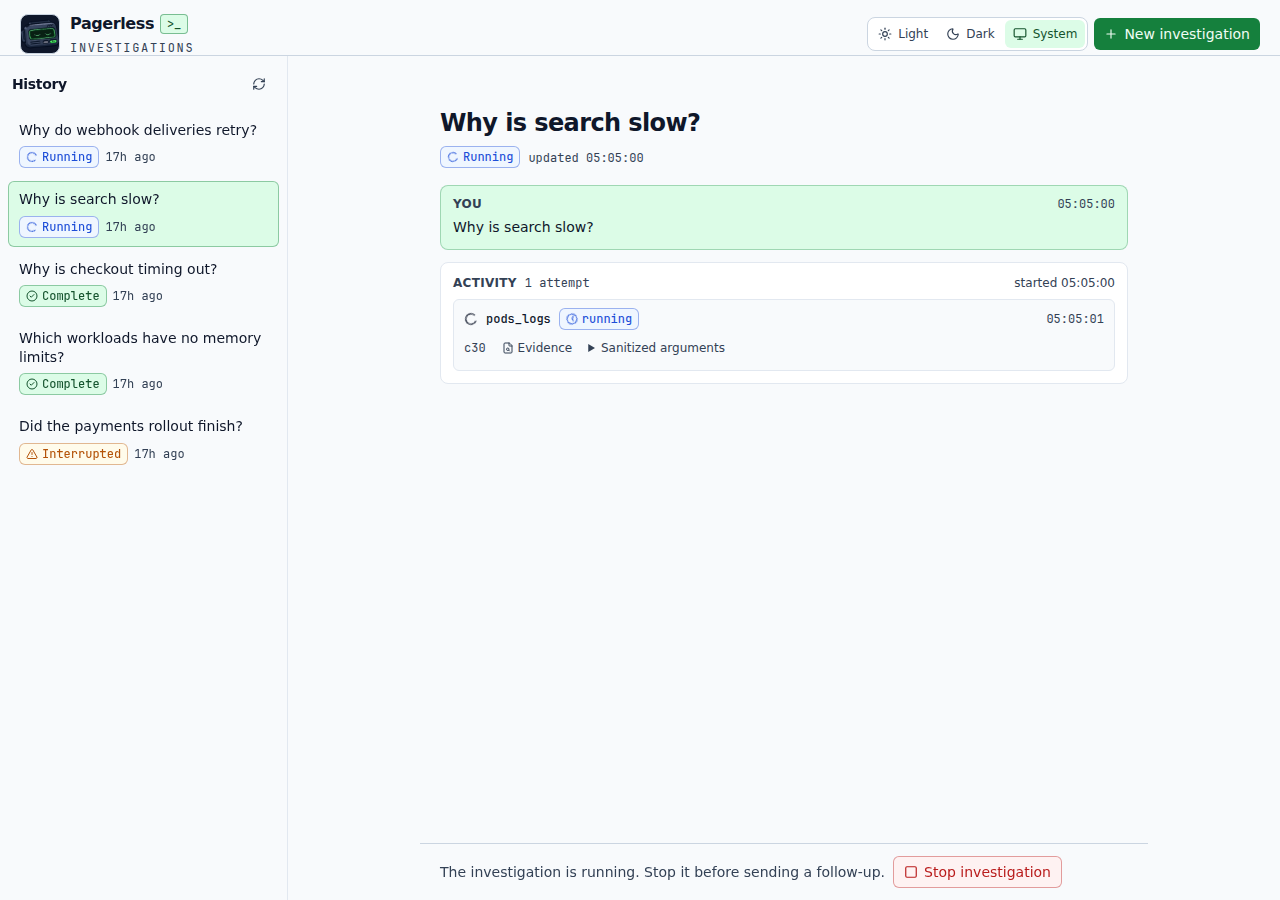 Pagerless >_
INVESTIGATIONS
Light Dark System + New investigation
History
Why do webhook deliveries retry?
Running 17h ago
Why is search slow?
Running 17h ago
Why is checkout timing out?
Complete 17h ago
Which workloads have no memory
limits?
Complete 17h ago
Did the payments rollout finish?
Interrupted 17h ago
Why is search slow?
Running updated 05:05:00
YOU 05:05:00
Why is search slow?
ACTIVITY 1 attempt started 05:05:00
pods_logs running 05:05:01
c30 Evidence Sanitized arguments
The investigation is running. Stop it before sending a follow-up. Stop investigation